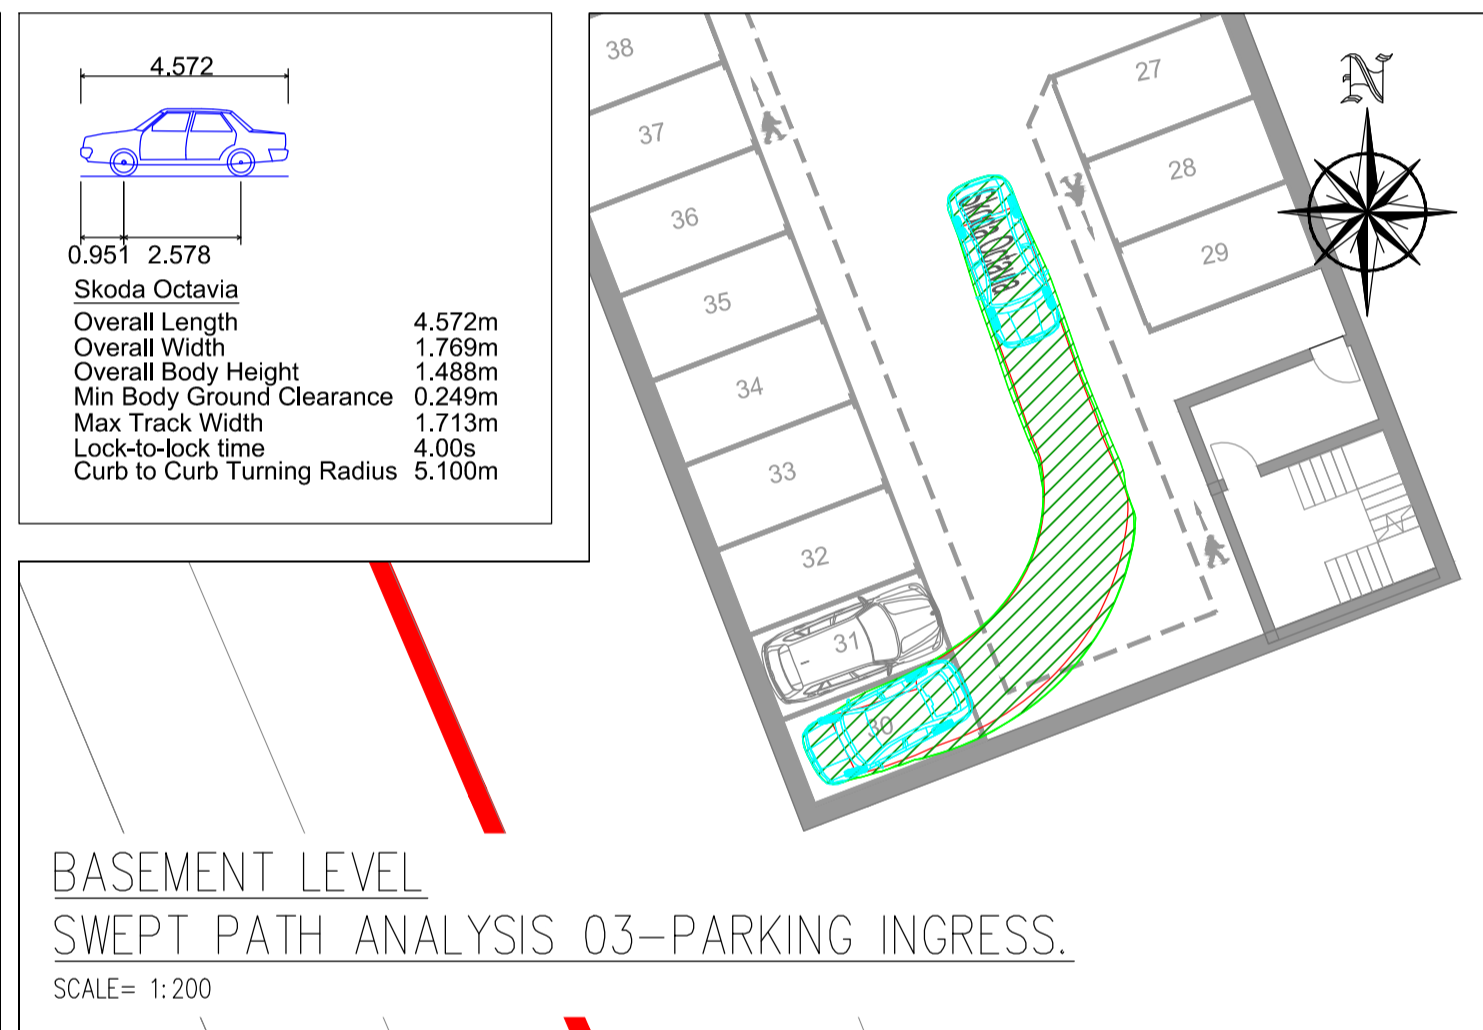 4.572
0.951 2.578
Skoda Octavia
Overall Length 4.572m
Overall Width 1.769m
Overall Body Height 1.488m
Min Body Ground Clearance 0.249m
Max Track Width 1.713m
Lock-to-lock time 4.00s
Curb to Curb Turning Radius 5.100m
38
37
36
35
34
33
32
31
30
27
28
29
Skoda Octavia
N
BASEMENT LEVEL
SWEPT PATH ANALYSIS 03-PARKING INGRESS.
SCALE= 1:200